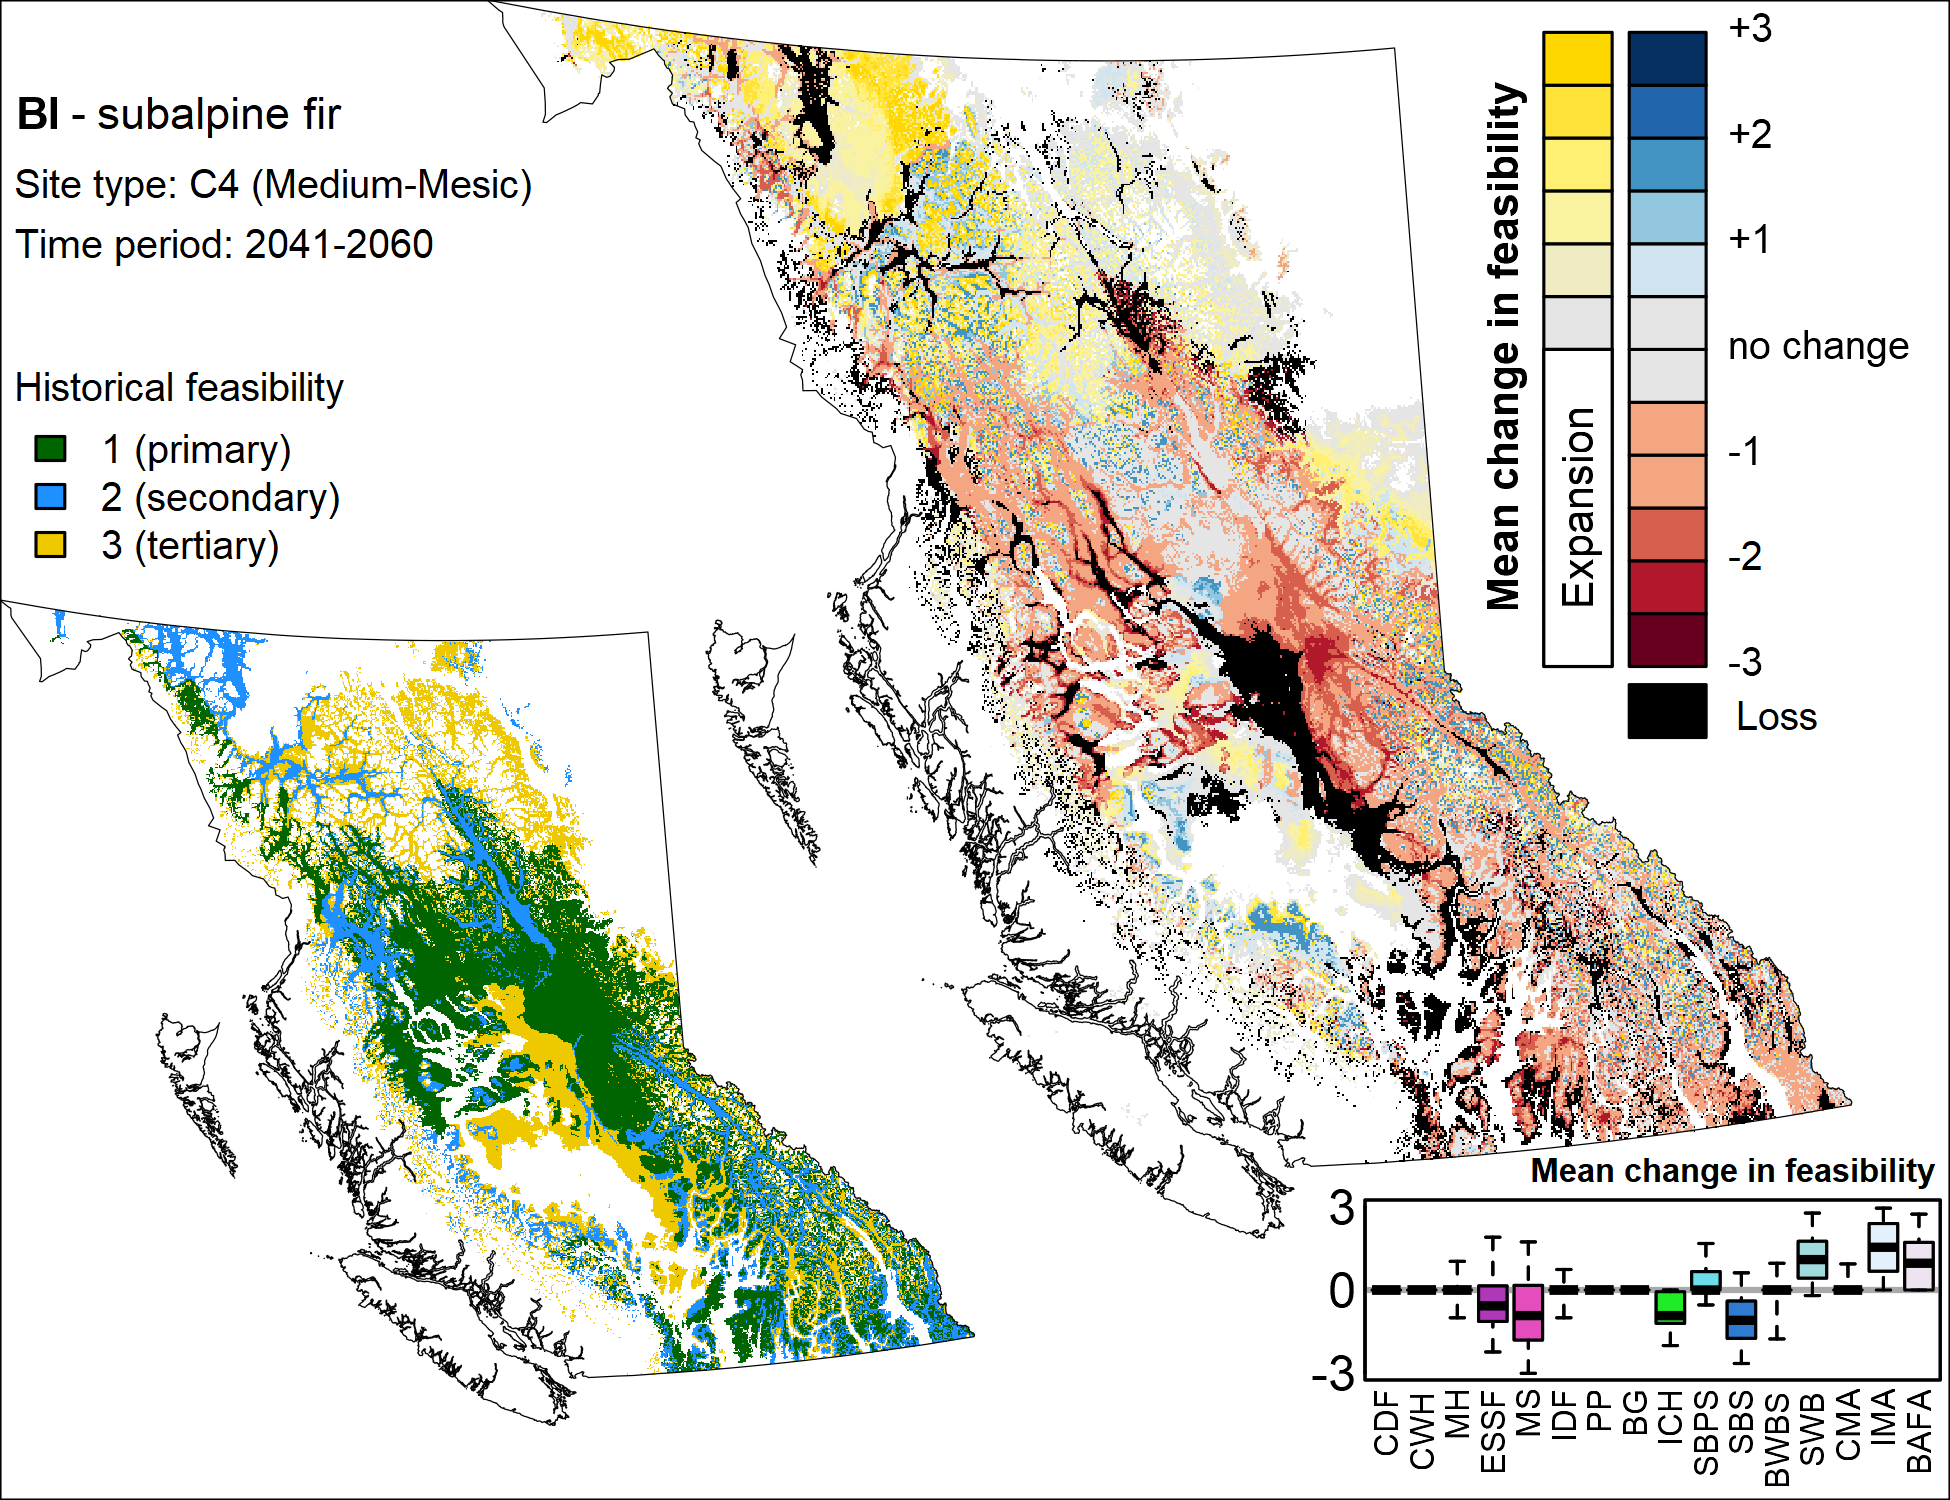 Bl - subalpine fir
Site type: C4 (Medium-Mesic)
Time period: 2041-2060
Historical feasibility
1 (primary)
2 (secondary)
3 (tertiary)
Mean change in feasibility
Expansion
+3
+2
+1
no change
-1
-2
-3
Loss
Mean change in feasibility
3
0
-3
CDF
CWH
MH
ESSF
MS
IDF
PP
BG
ICH
SBPS
SBS
BWBS
SWB
CMA
IMA
BAFA